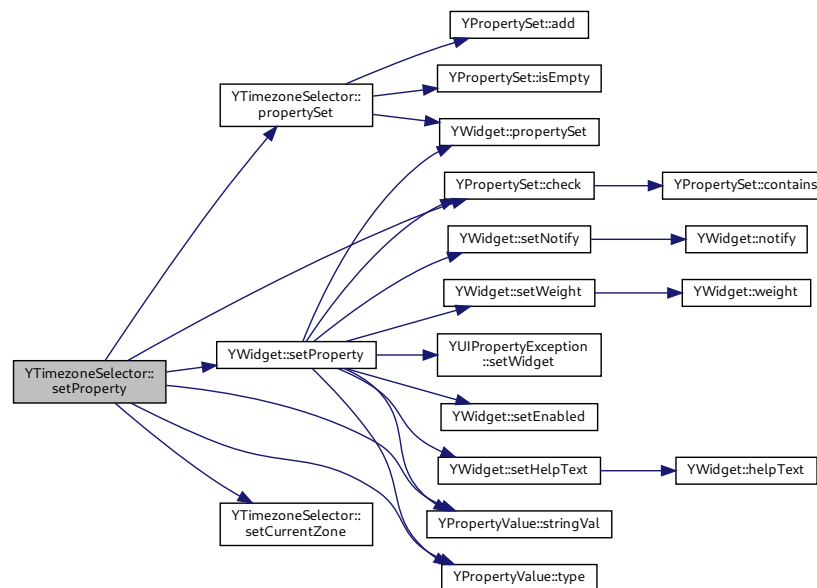 YPropertySet::add
YPropertySet::isEmpty
YTimezoneSelector::
propertySet
YWidget::propertySet
YPropertySet::check
YPropertySet::contains
YWidget::setNotify
YWidget::notify
YWidget::setWeight
YWidget::weight
YWidget::setProperty
YUIPropertyException
::setWidget
YTimezoneSelector::
setProperty
YWidget::setEnabled
YWidget::setHelpText
YWidget::helpText
YTimezoneSelector::
setCurrentZone
YPropertyValue::stringVal
YPropertyValue::type